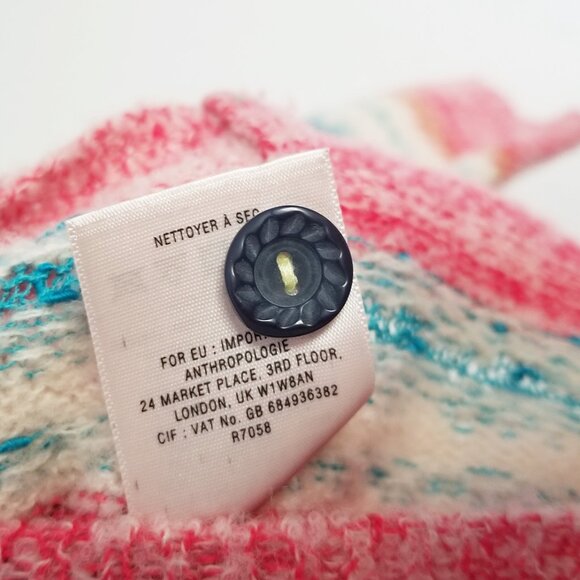 NETTOYER À SEC
FOR EU : IMPOR
ANTHROPOLOGIE
24 MARKET PLACE, 3RD FLOOR,
LONDON, UK W1W8AN
CIF : VAT No. GB 684936382
R7058